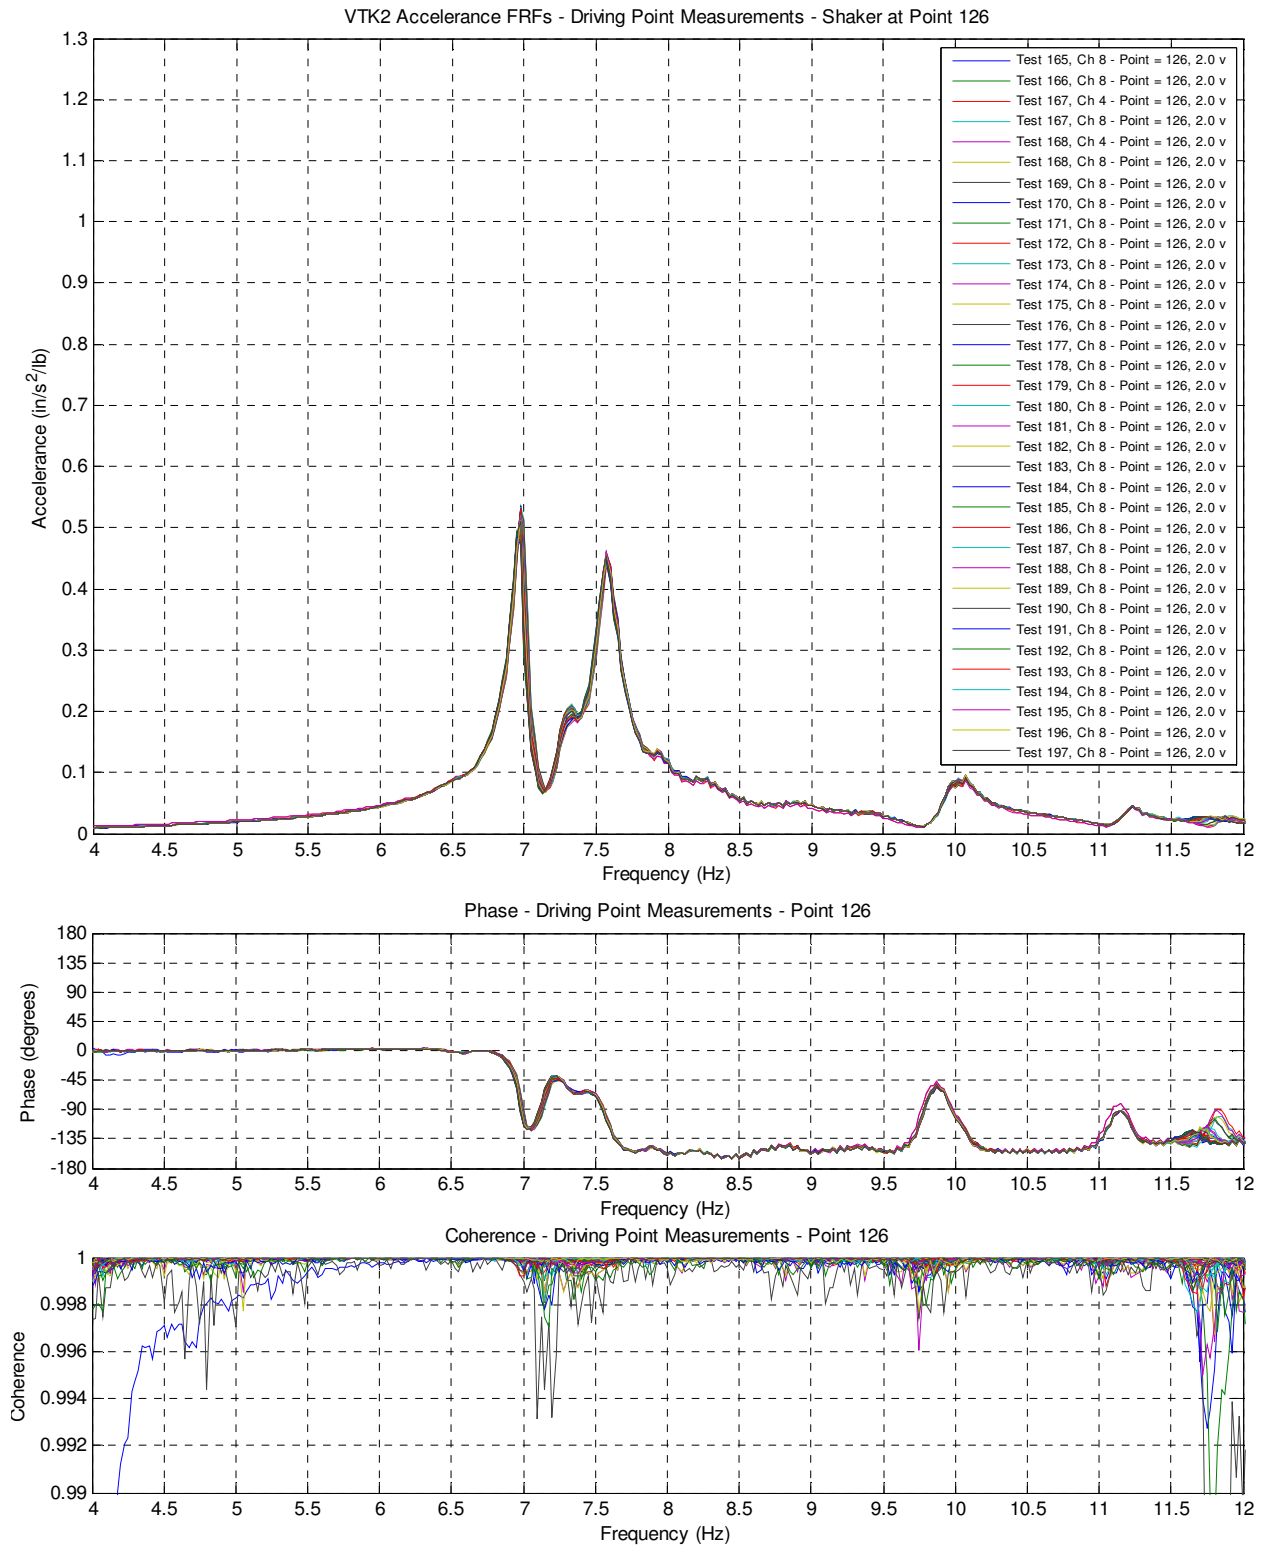 VTK2 Accelerance FRFs - Driving Point Measurements - Shaker at Point 126
1.3
1.2
1.1
1
0.9
0.8
0.7
0.6
0.5
0.4
0.3
0.2
0.1
0
Accelerance (in/s²/lb)
Test 165, Ch 8 - Point = 126, 2.0 v
Test 166, Ch 8 - Point = 126, 2.0 v
Test 167, Ch 4 - Point = 126, 2.0 v
Test 167, Ch 8 - Point = 126, 2.0 v
Test 168, Ch 4 - Point = 126, 2.0 v
Test 168, Ch 8 - Point = 126, 2.0 v
Test 169, Ch 8 - Point = 126, 2.0 v
Test 170, Ch 8 - Point = 126, 2.0 v
Test 171, Ch 8 - Point = 126, 2.0 v
Test 172, Ch 8 - Point = 126, 2.0 v
Test 173, Ch 8 - Point = 126, 2.0 v
Test 174, Ch 8 - Point = 126, 2.0 v
Test 175, Ch 8 - Point = 126, 2.0 v
Test 176, Ch 8 - Point = 126, 2.0 v
Test 177, Ch 8 - Point = 126, 2.0 v
Test 178, Ch 8 - Point = 126, 2.0 v
Test 179, Ch 8 - Point = 126, 2.0 v
Test 180, Ch 8 - Point = 126, 2.0 v
Test 181, Ch 8 - Point = 126, 2.0 v
Test 182, Ch 8 - Point = 126, 2.0 v
Test 183, Ch 8 - Point = 126, 2.0 v
Test 184, Ch 8 - Point = 126, 2.0 v
Test 185, Ch 8 - Point = 126, 2.0 v
Test 186, Ch 8 - Point = 126, 2.0 v
Test 187, Ch 8 - Point = 126, 2.0 v
Test 188, Ch 8 - Point = 126, 2.0 v
Test 189, Ch 8 - Point = 126, 2.0 v
Test 190, Ch 8 - Point = 126, 2.0 v
Test 191, Ch 8 - Point = 126, 2.0 v
Test 192, Ch 8 - Point = 126, 2.0 v
Test 193, Ch 8 - Point = 126, 2.0 v
Test 194, Ch 8 - Point = 126, 2.0 v
Test 195, Ch 8 - Point = 126, 2.0 v
Test 196, Ch 8 - Point = 126, 2.0 v
Test 197, Ch 8 - Point = 126, 2.0 v
4 4.5 5 5.5 6 6.5 7 7.5 8 8.5 9 9.5 10 10.5 11 11.5 12
Frequency (Hz)
Phase - Driving Point Measurements - Point 126
180
135
90
45
0
-45
-90
-135
-180
Phase (degrees)
4 4.5 5 5.5 6 6.5 7 7.5 8 8.5 9 9.5 10 10.5 11 11.5 12
Frequency (Hz)
Coherence - Driving Point Measurements - Point 126
1
0.998
0.996
0.994
0.992
0.99
Coherence
4 4.5 5 5.5 6 6.5 7 7.5 8 8.5 9 9.5 10 10.5 11 11.5 12
Frequency (Hz)